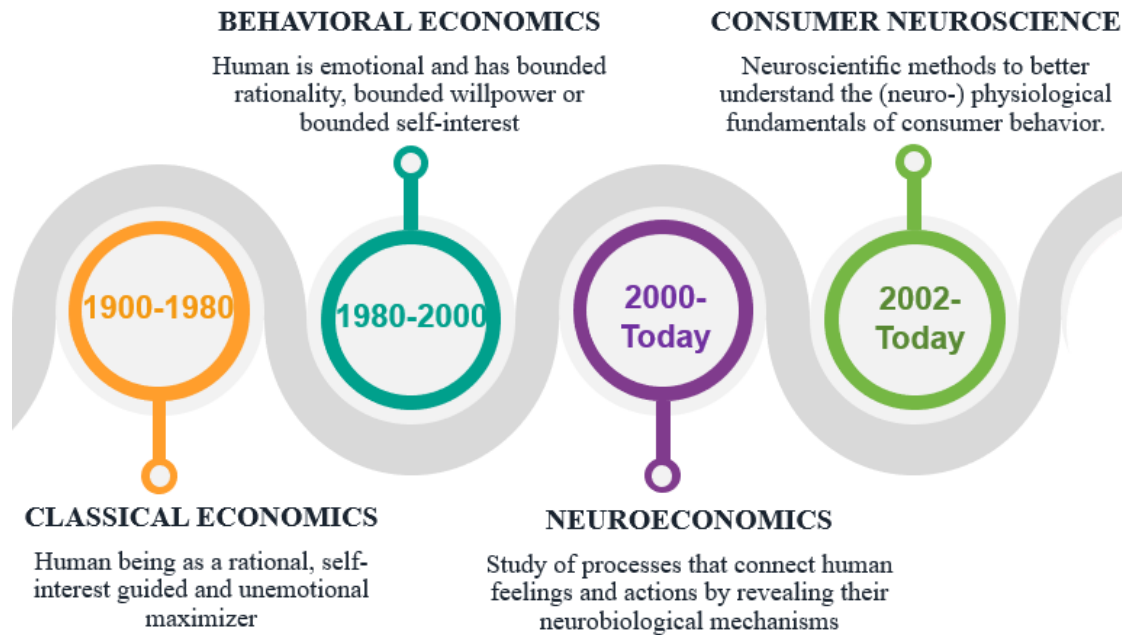 BEHAVIORAL ECONOMICS
Human is emotional and has bounded
rationality, bounded willpower or
bounded self-interest
CONSUMER NEUROSCIENCE
Neuroscientific methods to better
understand the (neuro-) physiological
fundamentals of consumer behavior.
1900-1980
1980-2000
2000-
Today
2002-
Today
CLASSICAL ECONOMICS
Human being as a rational, self-
interest guided and unemotional
maximizer
NEUROECONOMICS
Study of processes that connect human
feelings and actions by revealing their
neurobiological mechanisms